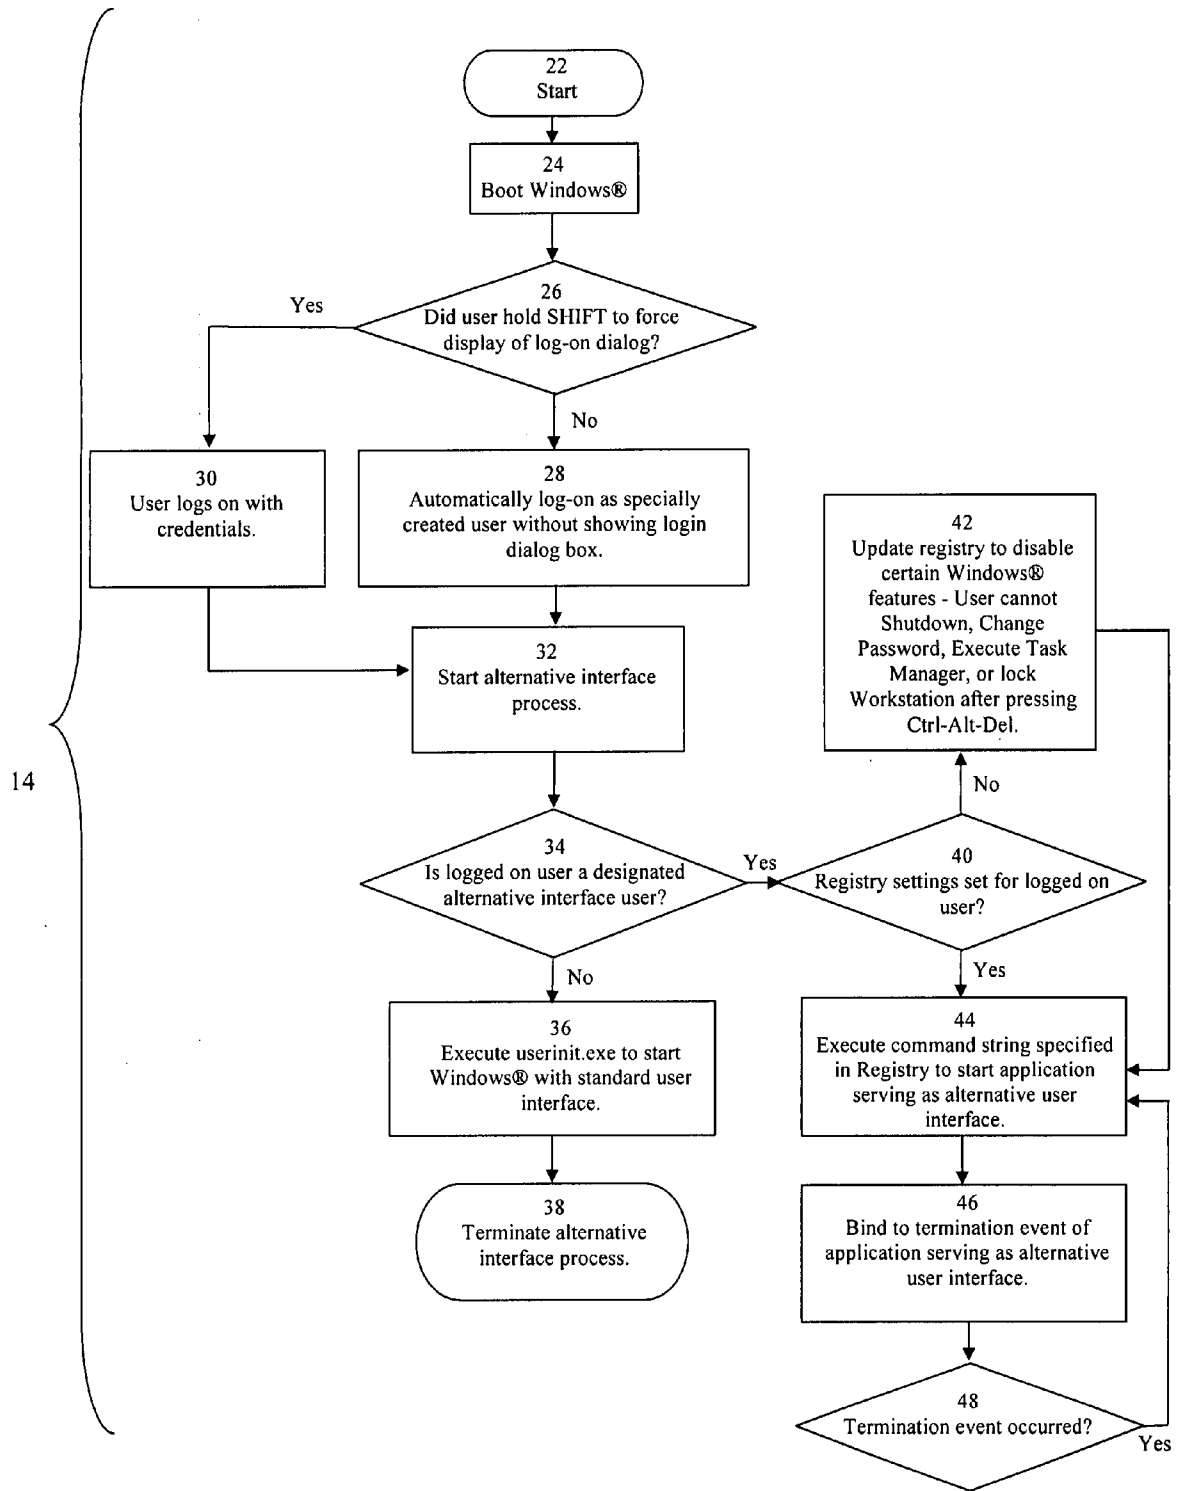 22
Start
24
Boot Windows®
26
Did user hold SHIFT to force
display of log-on dialog?
Yes
No
30
User logs on with
credentials.
28
Automatically log-on as specially
created user without showing login
dialog box.
32
Start alternative interface
process.
42
Update registry to disable
certain Windows®
features - User cannot
Shutdown, Change
Password, Execute Task
Manager, or lock
Workstation after pressing
Ctrl-Alt-Del.
14
34
Is logged on user a designated
alternative interface user?
Yes
No
40
Registry settings set for logged on
user?
No
Yes
36
Execute userinit.exe to start
Windows® with standard user
interface.
38
Terminate alternative
interface process.
44
Execute command string specified
in Registry to start application
serving as alternative user
interface.
46
Bind to termination event of
application serving as alternative
user interface.
48
Termination event occurred?
Yes